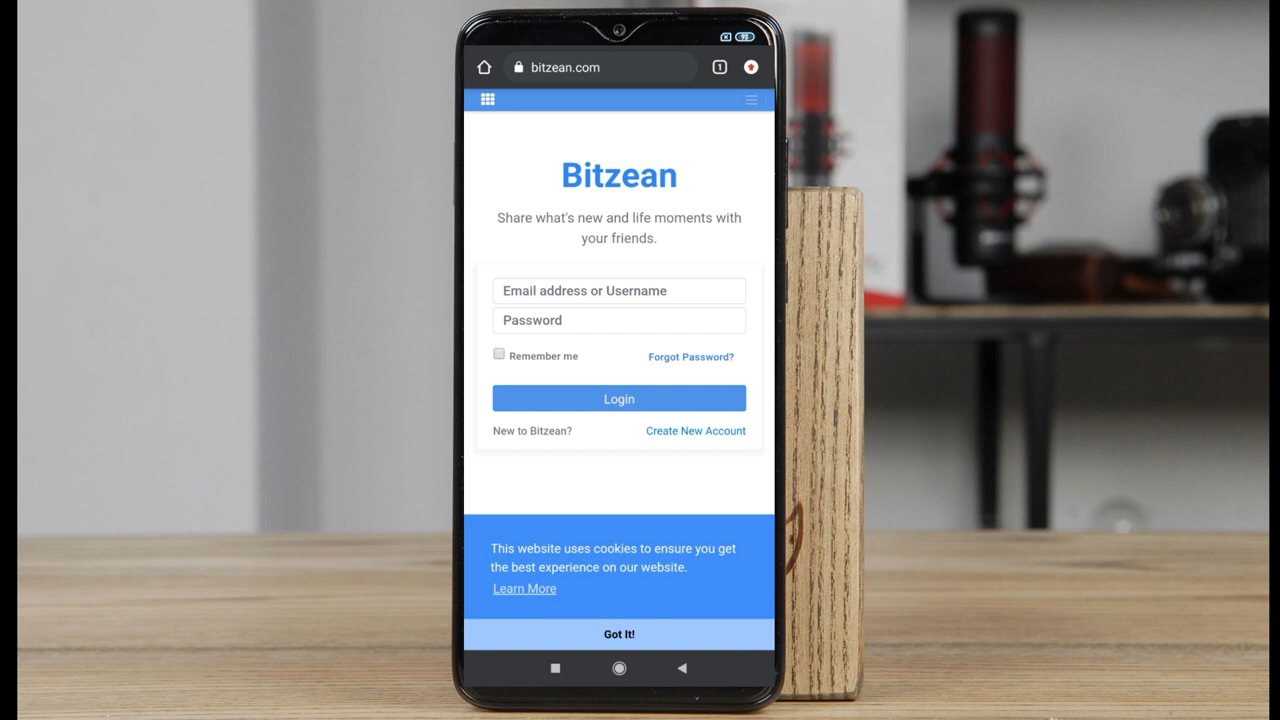 93
bitzean.com
1
Bitzean
Share what's new and life moments with
your friends.
Email address or Username
Password
Remember me
Forgot Password?
Login
New to Bitzean?
Create New Account
This website uses cookies to ensure you get
the best experience on our website.
Learn More
Got It!